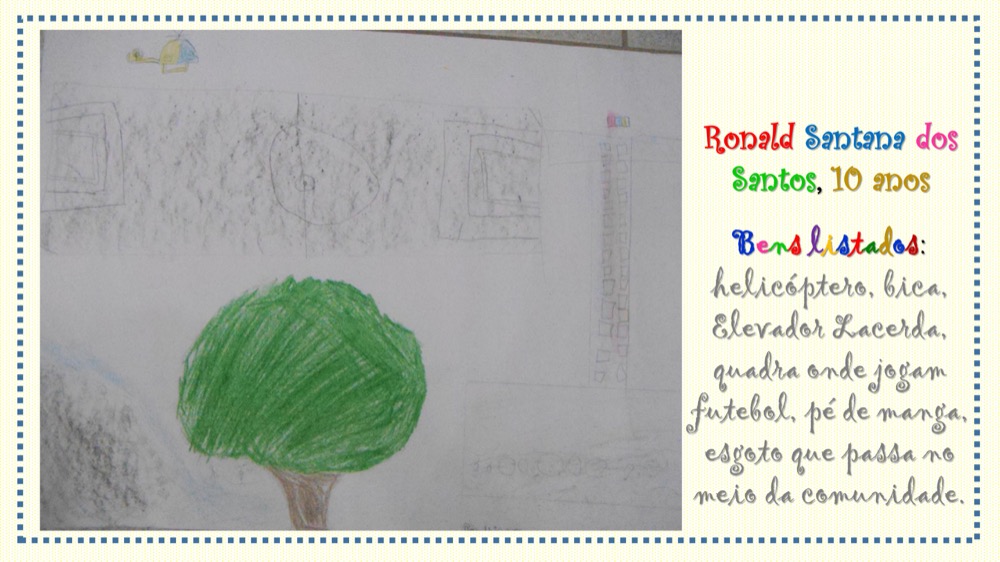 Ronald Santana dos
Santos, 10 anos
Bens listados:
helicóptero, bica,
Elevador Lacerda,
quadra onde jogam
futebol, pé de manga,
esgoto que passa no
meio da comunidade.